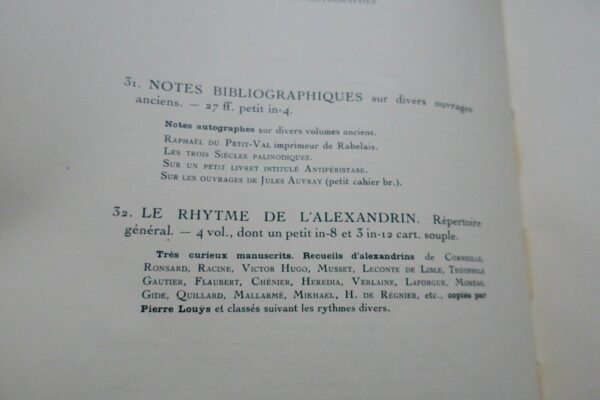 AUTOGRAPHES
31. NOTES BIBLIOGRAPHIQUES sur divers ouvrages
anciens. — 27 ff. petit in-4.
Notes autographes sur divers volumes anciens.
RAPHAËL DU PETIT-VAL imprimeur de Rabelais.
LES TROIS SIÈCLES PALINODIQUES.
SUR UN PETIT LIVRET INTITULÉ ANTIPÉRISTASE.
SUR LES OUVRAGES DE JULES AUVRAY (petit cahier br.).
32. LE RHYTME DE L'ALEXANDRIN. Répertoire
général. — 4 vol., dont un petit in-8 et 3 in-12 cart. souple.
Trés curieux manuscrits. Recueils d'alexandrins de CORNEILLE,
RONSARD, RACINE, VICTOR HUGO, MUSSET, LECONTE DE LISLE, THÉOPHILE
GAUTIER, FLAUBERT, CHÉNIER, HEREDIA, VERLAINE, LAFORGUE, MORÉAS,
GIDE, QUILLARD, MALLARMÉ, MIKHAEL, H. DE RÉGNIER, etc., copiés par
Pierre Louÿs et classés suivant les rythmes divers.